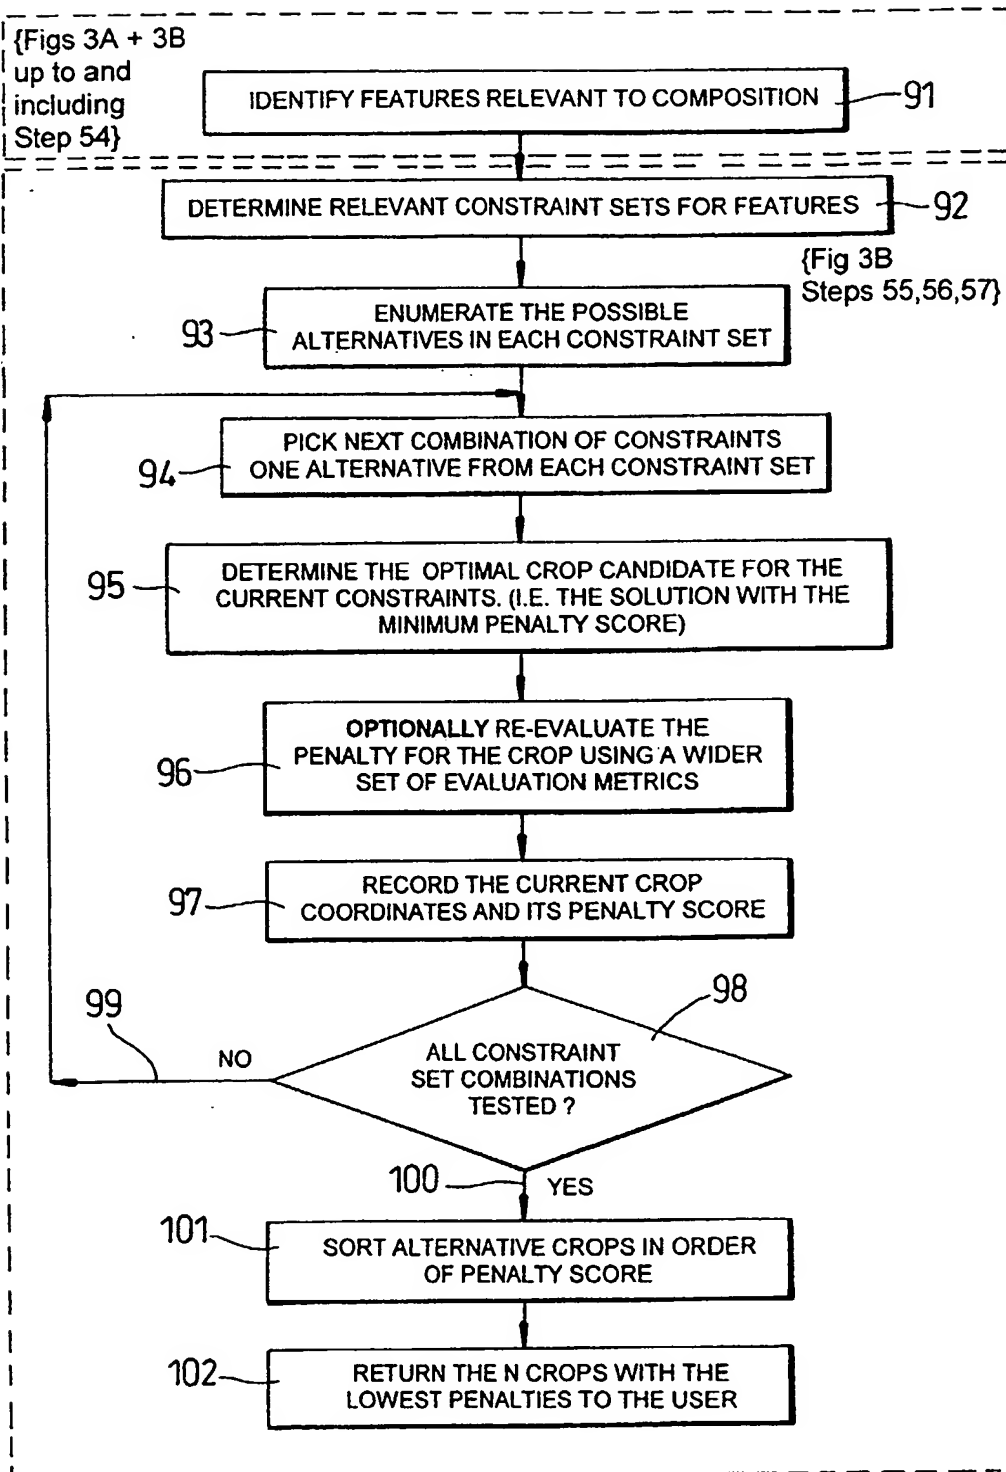 {Figs 3A + 3B
up to and
including
Step 54}
IDENTIFY FEATURES RELEVANT TO COMPOSITION
91
DETERMINE RELEVANT CONSTRAINT SETS FOR FEATURES
92
{Fig 3B
Steps 55,56,57}
93
ENUMERATE THE POSSIBLE
ALTERNATIVES IN EACH CONSTRAINT SET
94
PICK NEXT COMBINATION OF CONSTRAINTS
ONE ALTERNATIVE FROM EACH CONSTRAINT SET
95
DETERMINE THE OPTIMAL CROP CANDIDATE FOR THE
CURRENT CONSTRAINTS. (I.E. THE SOLUTION WITH THE
MINIMUM PENALTY SCORE)
96
OPTIONALLY RE-EVALUATE THE
PENALTY FOR THE CROP USING A WIDER
SET OF EVALUATION METRICS
97
RECORD THE CURRENT CROP
COORDINATES AND ITS PENALTY SCORE
98
99
NO
ALL CONSTRAINT
SET COMBINATIONS
TESTED ?
100
YES
101
SORT ALTERNATIVE CROPS IN ORDER
OF PENALTY SCORE
102
RETURN THE N CROPS WITH THE
LOWEST PENALTIES TO THE USER